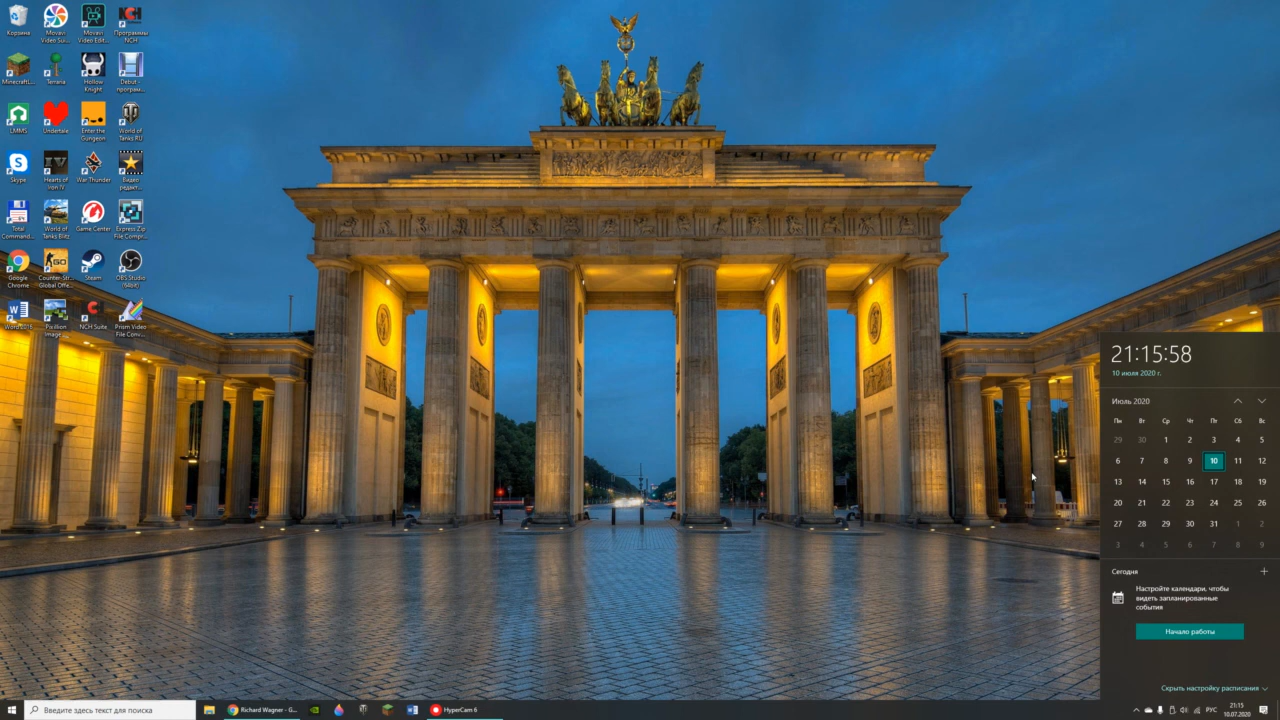 Корзина
Movavi Video Sui...
Movavi Video Edit...
Программы NCH
MinecraftL...
Terraria
Hollow Knight
Debut - програм...
LMMS
Undertale
Enter the Gungeon
World of Tanks RU
Skype
Hearts of Iron IV
War Thunder
Видео редакт...
Total Comman...
World of Tanks Blitz
Game Center
Express Zip File Compr...
Google Chrome
Counter-Str... Global Offe...
Steam
OBS Studio (64bit)
Word 2016
Pixillion Image...
NCH Suite
Prism Video File Conv...
21:15:58
10 июля 2020 г.
Июль 2020
Пн Вт Ср Чт Пт Сб Вс
29 30 1 2 3 4 5
6 7 8 9 10 11 12
13 14 15 16 17 18 19
20 21 22 23 24 25 26
27 28 29 30 31 1 2
3 4 5 6 7 8 9
Сегодня
Настройте календари, чтобы
видеть запланированные
события
Начало работы
Скрыть настройку расписания
Введите здесь текст для поиска
Richard Wagner - G...
HyperCam 6
РУС
21:15
10.07.2020